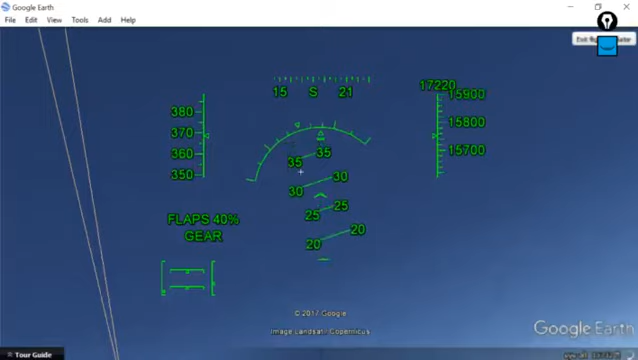 Google Earth
File Edit View Tools Add Help
15 S 21
17220
380
370
360
350
15900
15800
15700
35 35
30 30
25 25
20 20
FLAPS 40%
GEAR
© 2017 Google
Image Landsat / Copernicus
Google Earth
Tour Guide